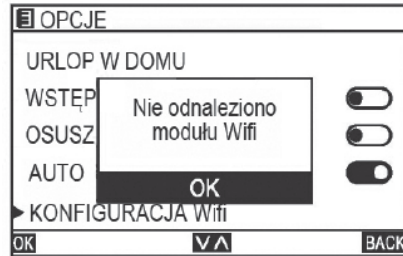 OPCJE
URLOP W DOMU
WSTĘP
Nie odnaleziono
modułu Wifi
OSUSZ
AUTO
OK
KONFIGURACJA Wifi
OK
BACK